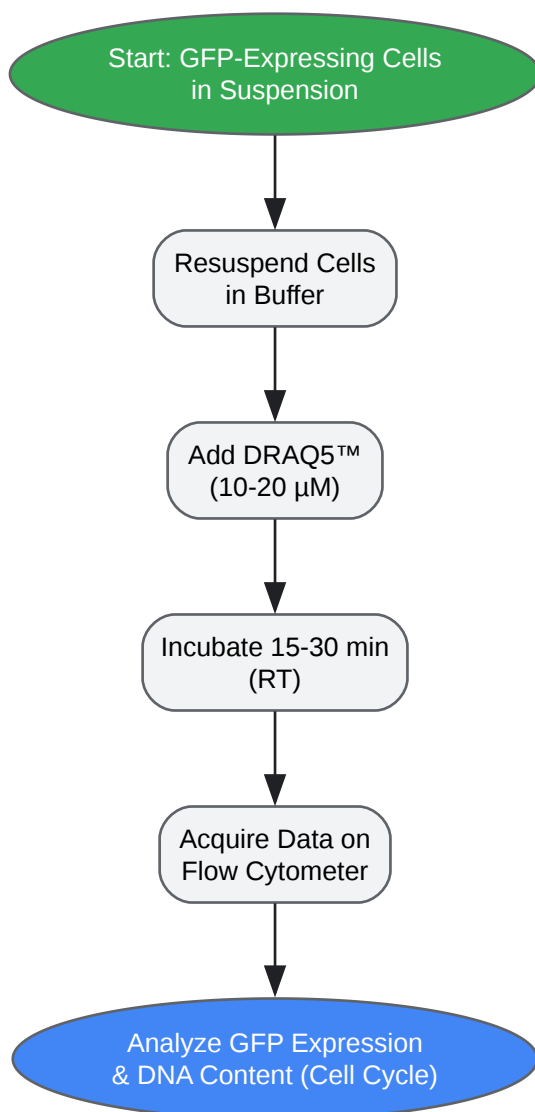 Start: GFP-Expressing Cells
in Suspension
Resuspend Cells
in Buffer
Add DRAQ5™
(10-20 µM)
Incubate 15-30 min
(RT)
Acquire Data on
Flow Cytometer
Analyze GFP Expression
& DNA Content (Cell Cycle)